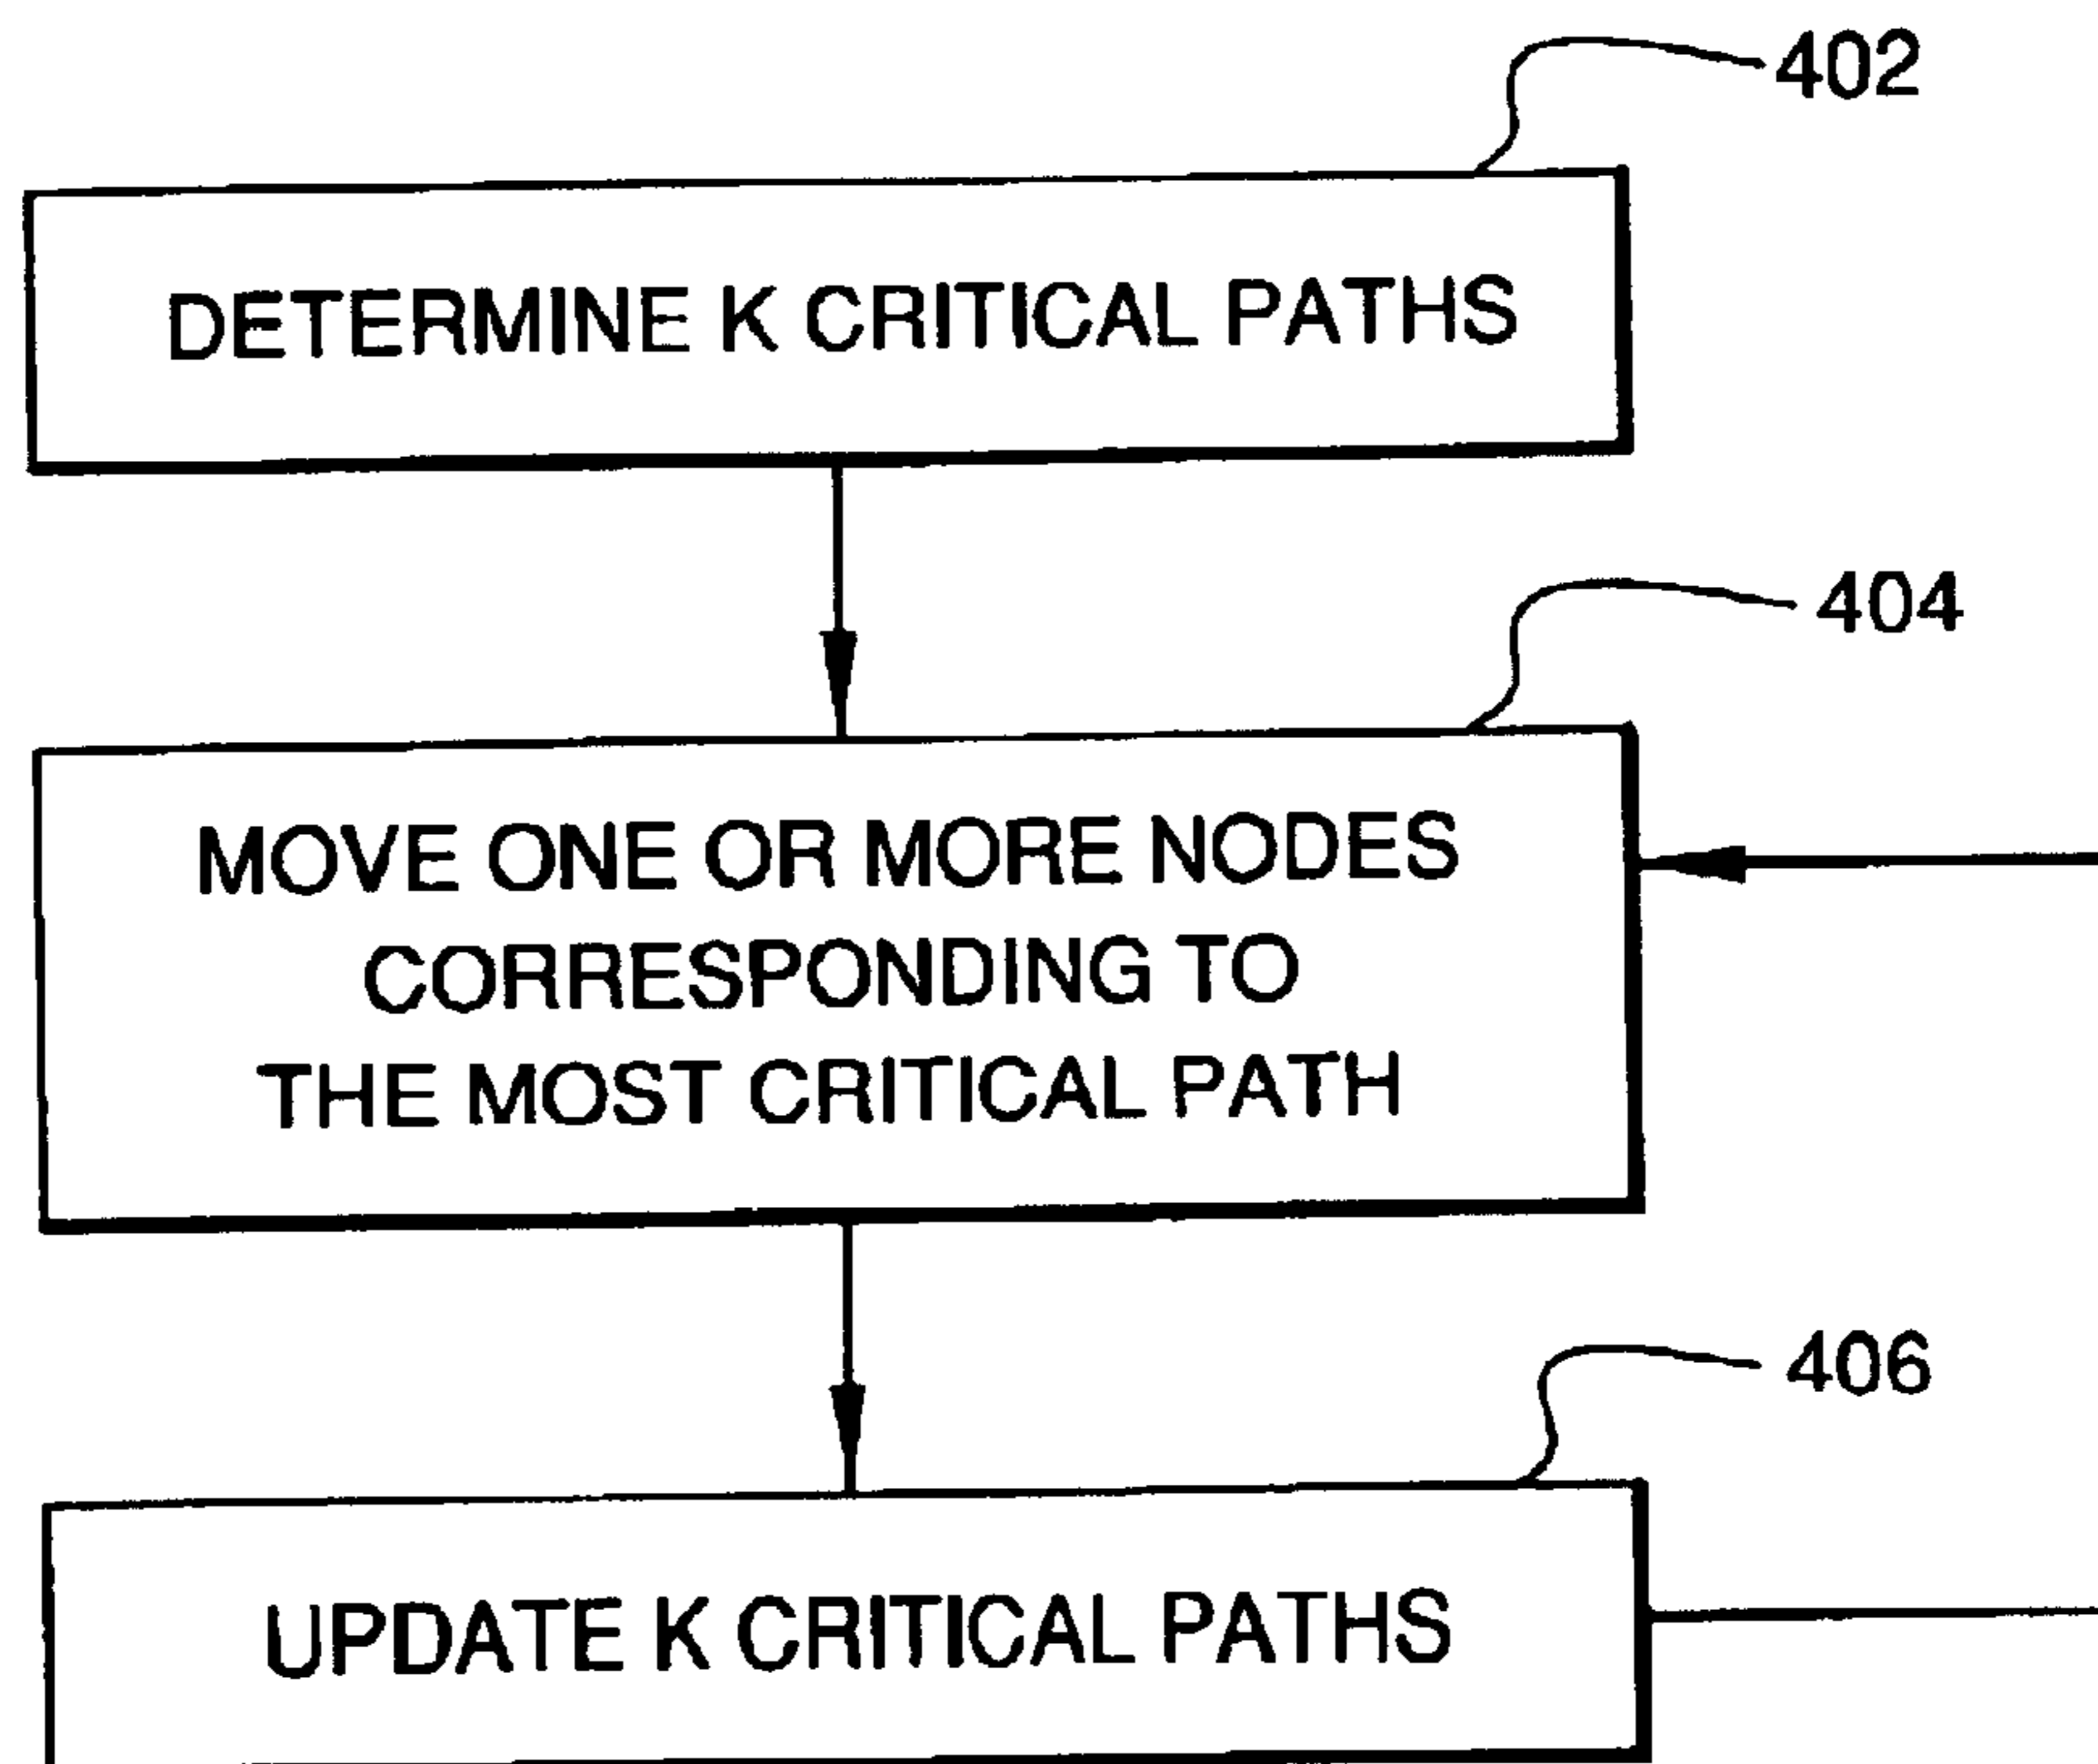 402
DETERMINE K CRITICAL PATHS
404
MOVE ONE OR MORE NODES
CORRESPONDING TO
THE MOST CRITICAL PATH
406
UPDATE K CRITICAL PATHS